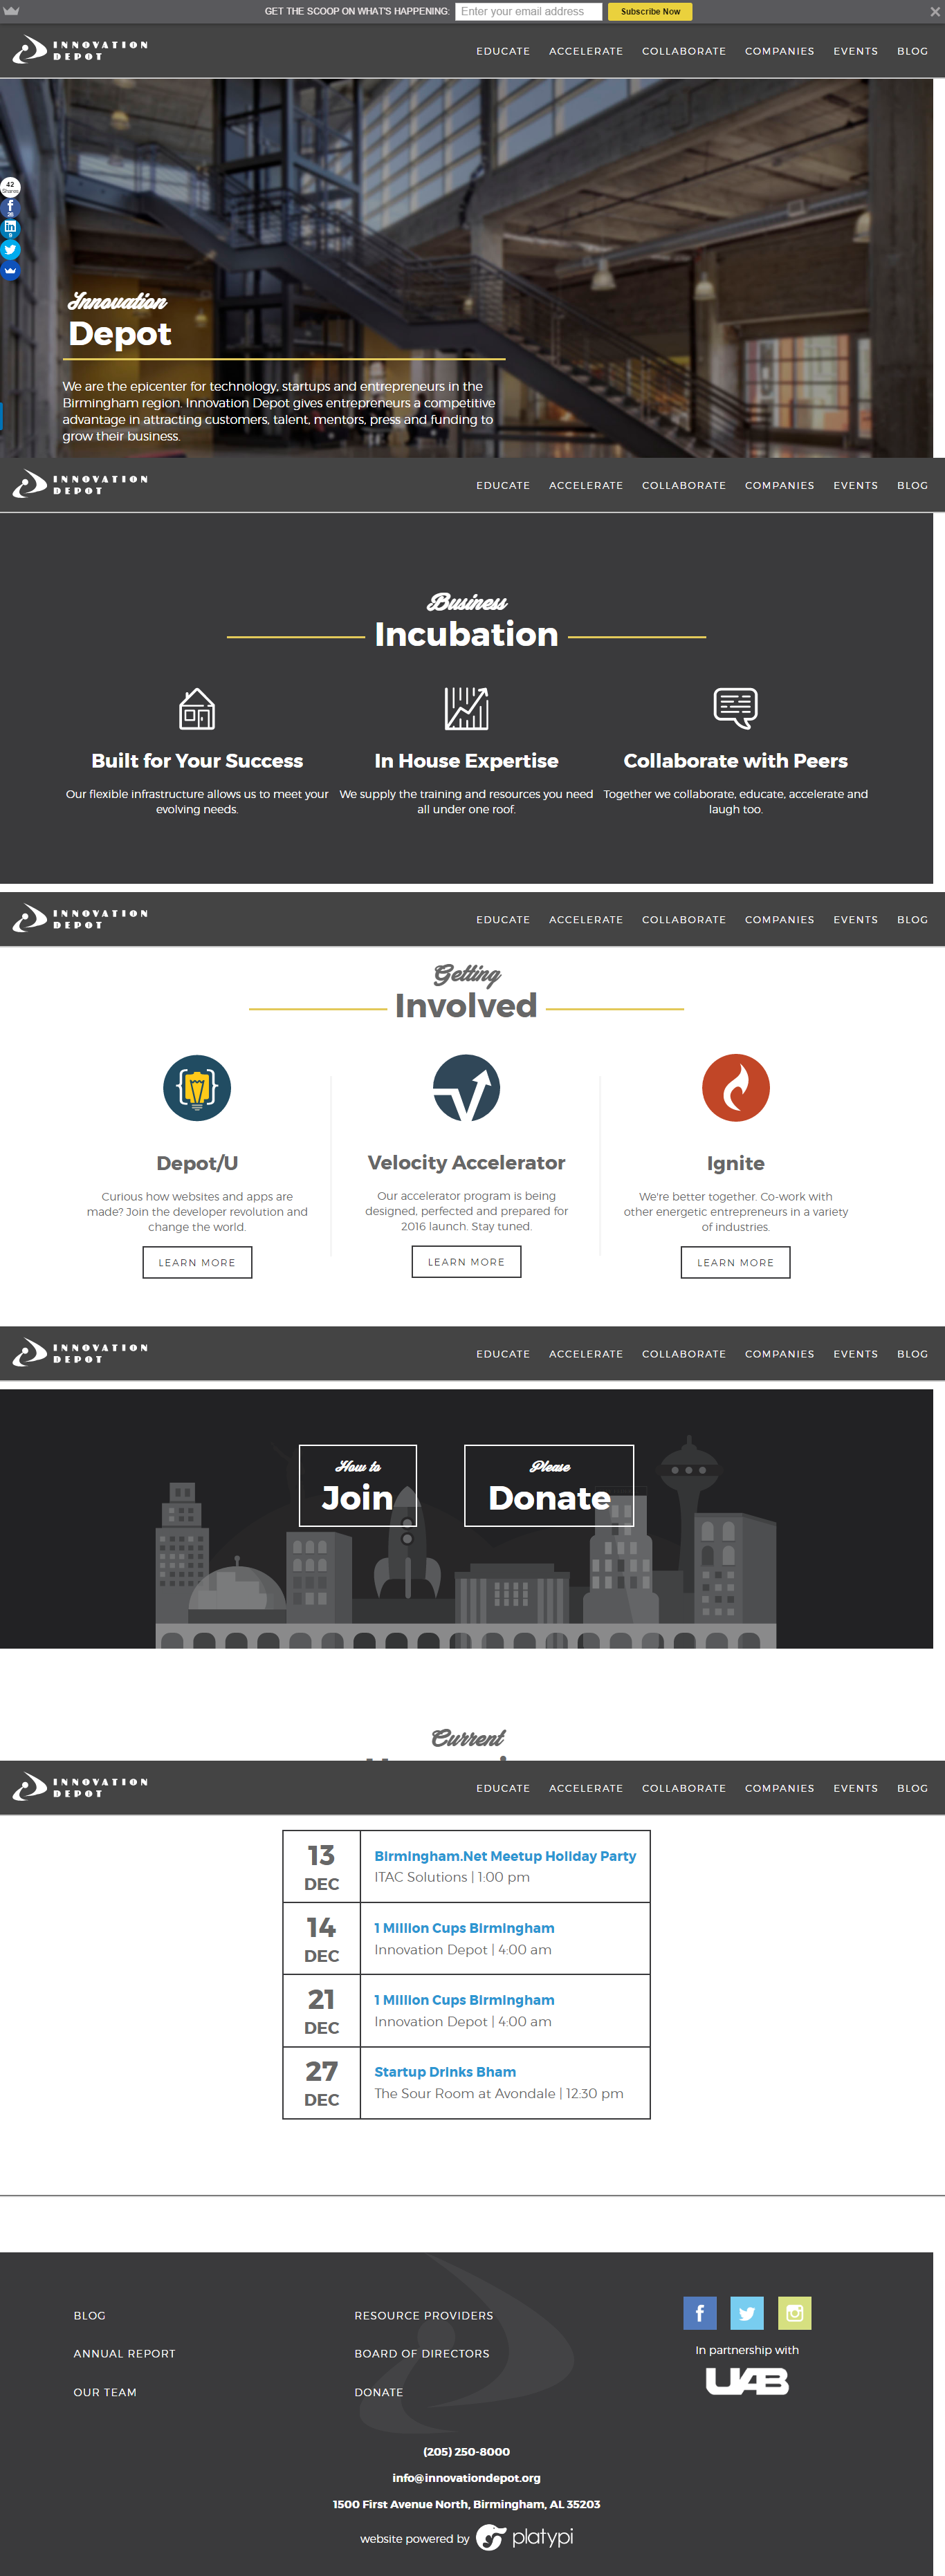 GET THE SCOOP ON WHAT'S HAPPENING: Enter your email address Subscribe Now
INNOVATION
DEPOT
EDUCATE ACCELERATE COLLABORATE COMPANIES EVENTS BLOG
42
Shares
26
9
Innovation
Depot
We are the epicenter for technology, startups and entrepreneurs in the
Birmingham region. Innovation Depot gives entrepreneurs a competitive
advantage in attracting customers, talent, mentors, press and funding to
grow their business.
INNOVATION
DEPOT
EDUCATE ACCELERATE COLLABORATE COMPANIES EVENTS BLOG
Business
Incubation
Built for Your Success
Our flexible infrastructure allows us to meet your
evolving needs.
In House Expertise
We supply the training and resources you need
all under one roof.
Collaborate with Peers
Together we collaborate, educate, accelerate and
laugh too.
INNOVATION
DEPOT
EDUCATE ACCELERATE COLLABORATE COMPANIES EVENTS BLOG
Getting
Involved
Depot/U
Curious how websites and apps are
made? Join the developer revolution and
change the world.
LEARN MORE
Velocity Accelerator
Our accelerator program is being
designed, perfected and prepared for
2016 launch. Stay tuned.
LEARN MORE
Ignite
We're better together. Co-work with
other energetic entrepreneurs in a variety
of industries.
LEARN MORE
INNOVATION
DEPOT
EDUCATE ACCELERATE COLLABORATE COMPANIES EVENTS BLOG
How to
Join
Please
Donate
Current
INNOVATION
DEPOT
EDUCATE ACCELERATE COLLABORATE COMPANIES EVENTS BLOG
13
DEC
Birmingham.Net Meetup Holiday Party
ITAC Solutions | 1:00 pm
14
DEC
1 Million Cups Birmingham
Innovation Depot | 4:00 am
21
DEC
1 Million Cups Birmingham
Innovation Depot | 4:00 am
27
DEC
Startup Drinks Bham
The Sour Room at Avondale | 12:30 pm
BLOG
ANNUAL REPORT
OUR TEAM
RESOURCE PROVIDERS
BOARD OF DIRECTORS
DONATE
In partnership with
UAB
(205) 250-8000
info@innovationdepot.org
1500 First Avenue North, Birmingham, AL 35203
website powered by platypi